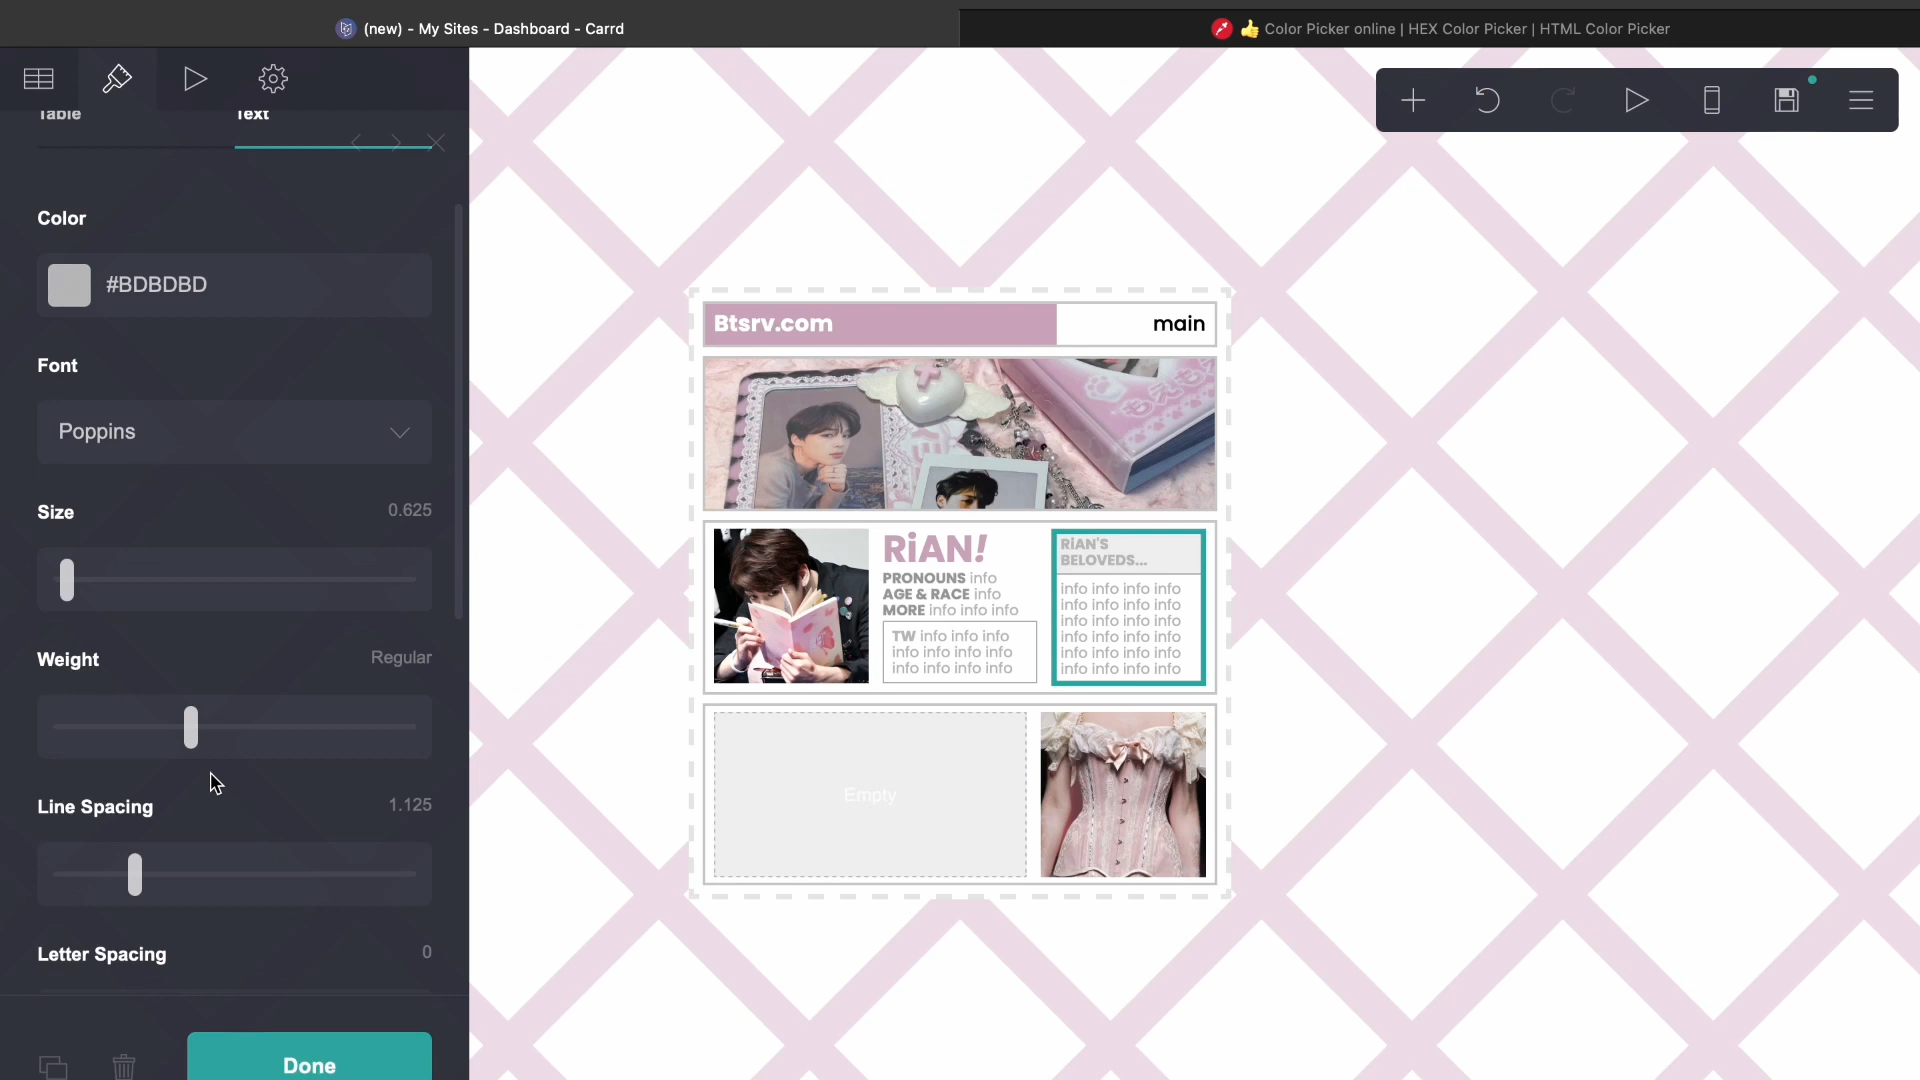 (new) - My Sites - Dashboard - Carrd
👍 Color Picker online | HEX Color Picker | HTML Color Picker
Table
Text
Color
#BDBDBD
Font
Poppins
Size
0.625
Weight
Regular
Line Spacing
1.125
Letter Spacing
0
Done
Btsrv.com
main
RiAN!
PRONOUNS info
AGE & RACE info
MORE info info info
TW info info info
info info info info
info info info info
RiAN'S
BELOVEDS...
info info info info
info info info info
info info info info
info info info info
info info info info
info info info info
Empty